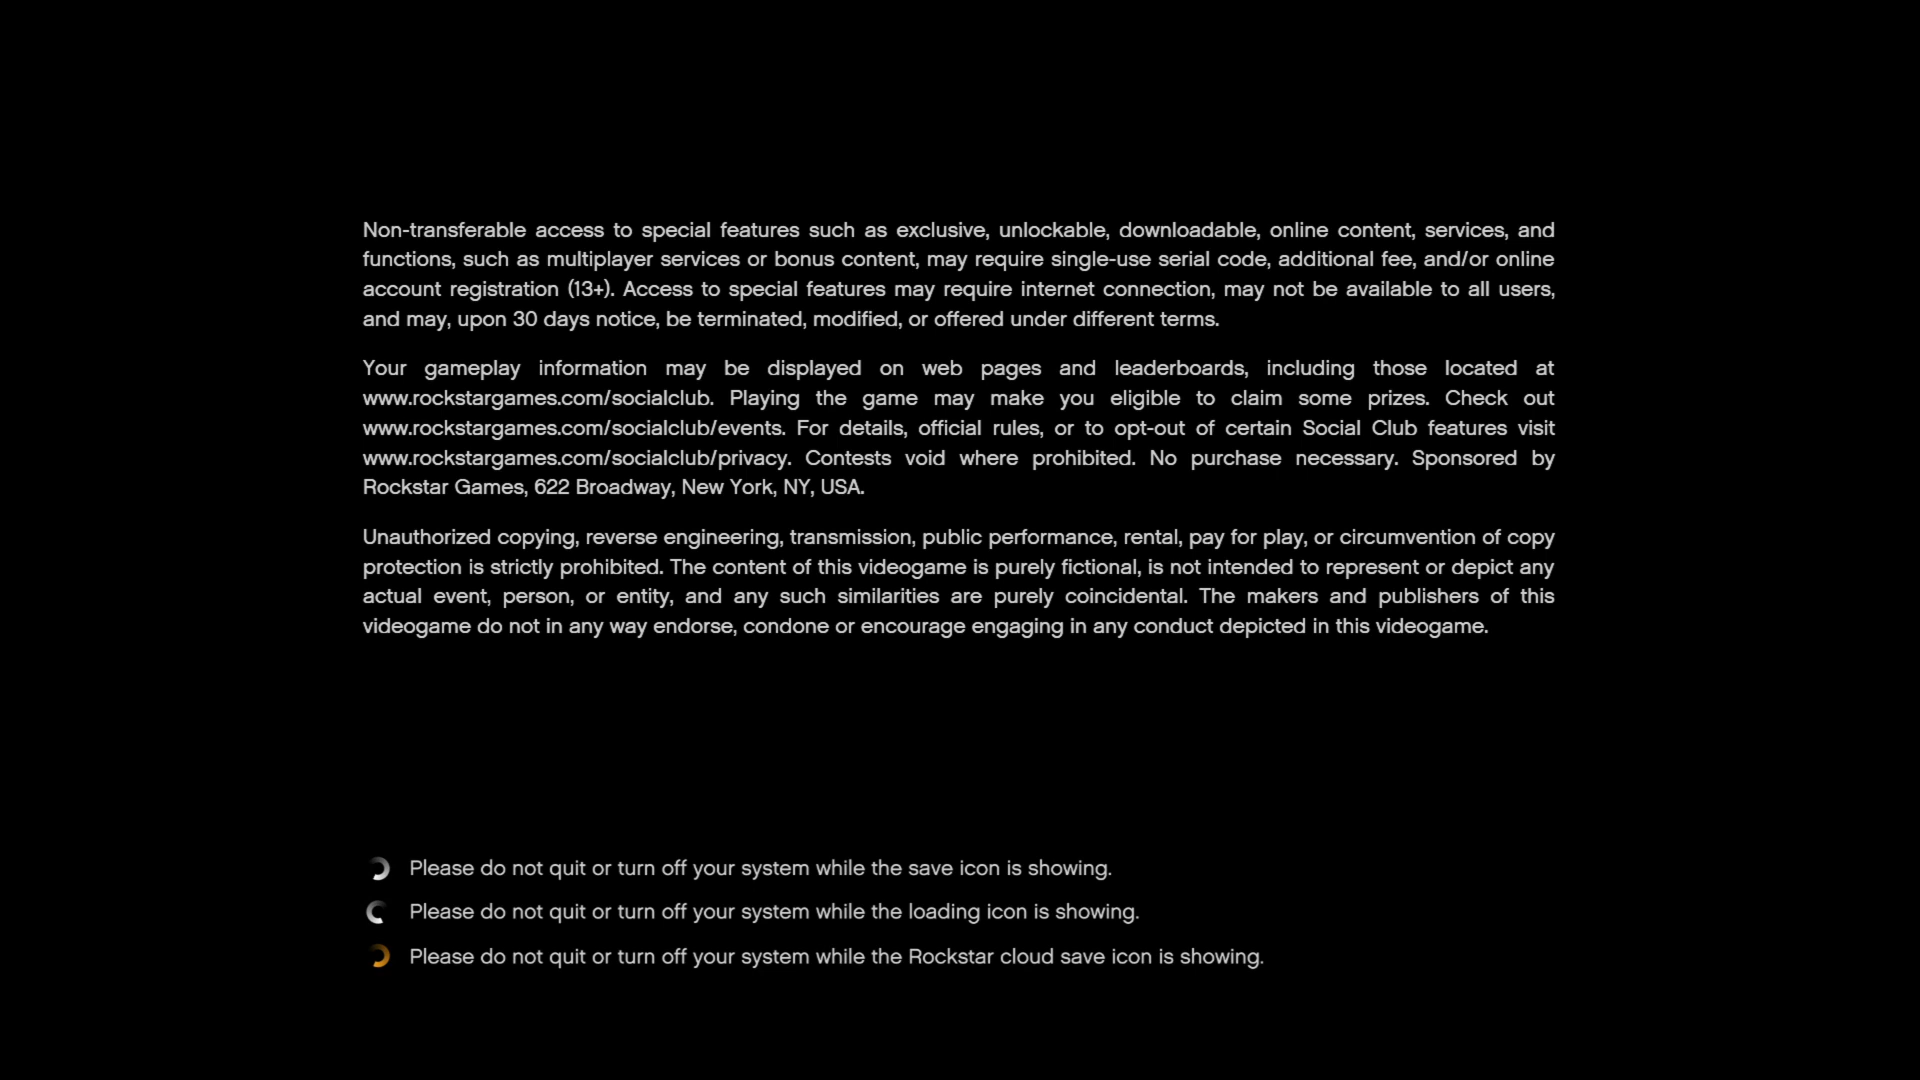 Non-transferable access to special features such as exclusive, unlockable, downloadable, online content, services, and
functions, such as multiplayer services or bonus content, may require single-use serial code, additional fee, and/or online
account registration (13+). Access to special features may require internet connection, may not be available to all users,
and may, upon 30 days notice, be terminated, modified, or offered under different terms.
Your gameplay information may be displayed on web pages and leaderboards, including those located at
www.rockstargames.com/socialclub. Playing the game may make you eligible to claim some prizes. Check out
www.rockstargames.com/socialclub/events. For details, official rules, or to opt-out of certain Social Club features visit
www.rockstargames.com/socialclub/privacy. Contests void where prohibited. No purchase necessary. Sponsored by
Rockstar Games, 622 Broadway, New York, NY, USA.
Unauthorized copying, reverse engineering, transmission, public performance, rental, pay for play, or circumvention of copy
protection is strictly prohibited. The content of this videogame is purely fictional, is not intended to represent or depict any
actual event, person, or entity, and any such similarities are purely coincidental. The makers and publishers of this
videogame do not in any way endorse, condone or encourage engaging in any conduct depicted in this videogame.
Please do not quit or turn off your system while the save icon is showing.
Please do not quit or turn off your system while the loading icon is showing.
Please do not quit or turn off your system while the Rockstar cloud save icon is showing.